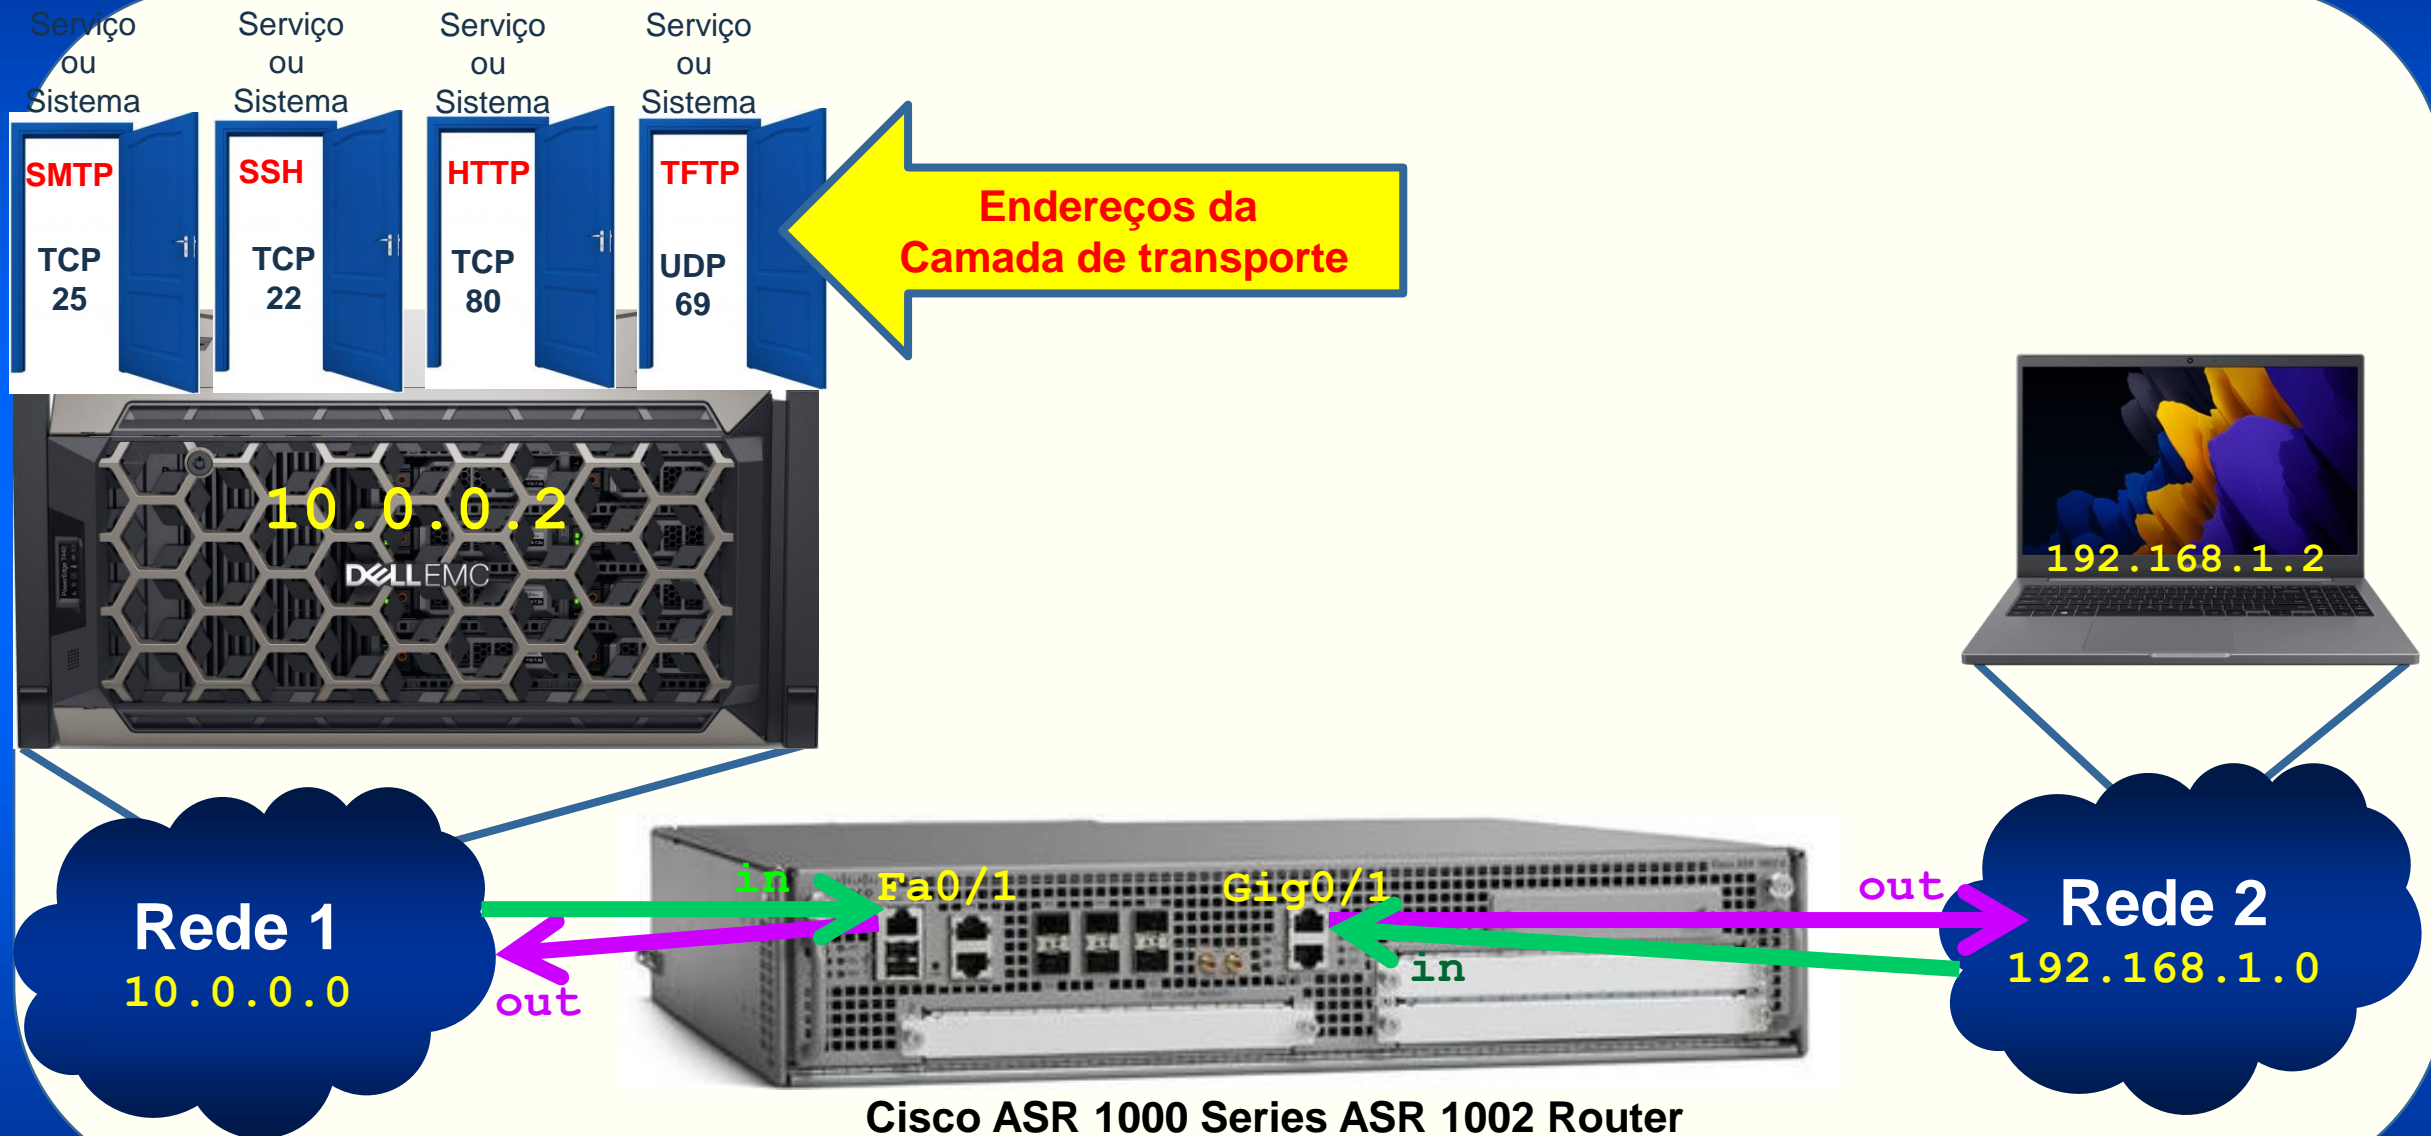 Serviço
ou
Sistema
Serviço
ou
Sistema
Serviço
ou
Sistema
Serviço
ou
Sistema
SMTP
TCP
25
SSH
TCP
22
HTTP
TCP
80
TFTP
UDP
69
Endereços da
Camada de transporte
10.0.0.2
DELLEMC
192.168.1.2
in
Fa0/1
Gig0/1
out
Rede 1
10.0.0.0
out
in
Rede 2
192.168.1.0
Cisco ASR 1000 Series ASR 1002 Router